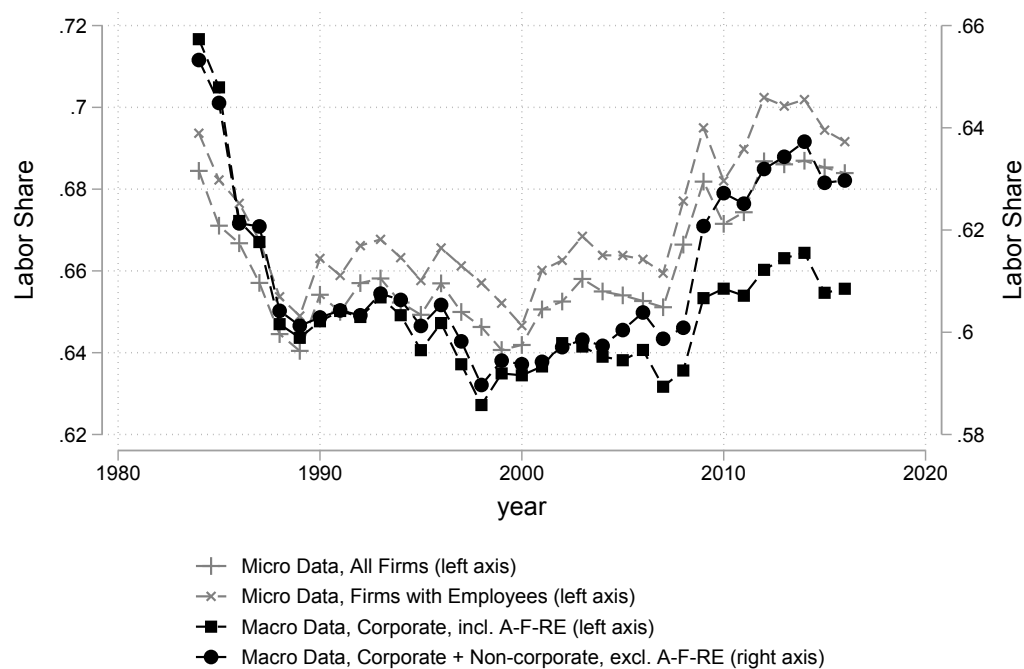 .72
.7
.68
.66
.64
.62
Labor Share
.66
.64
.62
.6
.58
Labor Share
1980
1990
2000
2010
2020
year
Micro Data, All Firms (left axis)
Micro Data, Firms with Employees (left axis)
Macro Data, Corporate, incl. A-F-RE (left axis)
Macro Data, Corporate + Non-corporate, excl. A-F-RE (right axis)